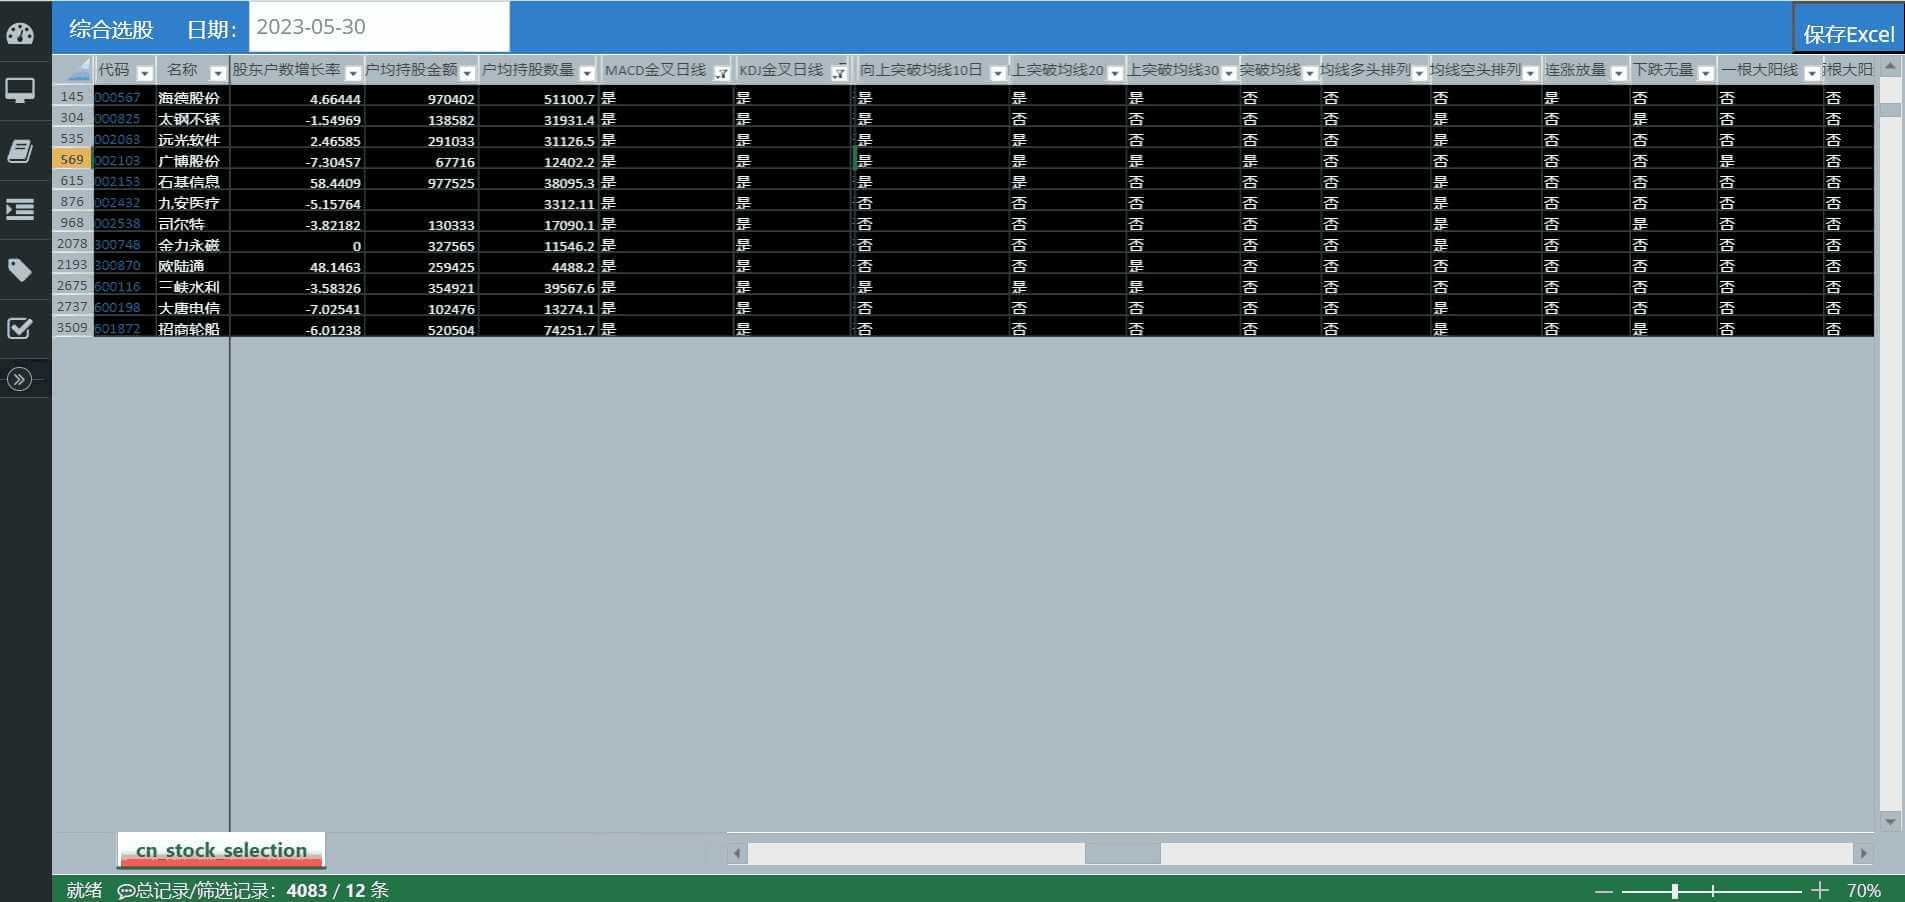 综合选股 日期： 2023-05-30 保存Excel
代码 名称 股东户数增长率 户均持股金额 户均持股数量 MACD金叉日线 KDJ金叉日线 向上突破均线10日 上突破均线20 上突破均线30 突破均线 均线多头排列 均线空头排列 连涨放量 下跌无量 一根大阳线 根大阳
145 000567 海德股份 4.66444 970402 51100.7 是 是 是 是 是 否 否 否 是 否 否 否
304 000825 太钢不锈 -1.54969 138582 31931.4 是 是 是 否 否 否 否 是 否 是 否 否
535 002063 远光软件 2.46585 291033 31126.5 是 是 是 是 否 否 否 否 否 否 否 否
569 002103 广博股份 -7.30457 67716 12402.2 是 是 是 是 是 是 否 否 否 否 是 否
615 002153 石基信息 58.4409 977525 38095.3 是 是 是 是 否 否 否 是 否 否 否 否
876 002432 九安医疗 -5.15764 3312.11 是 是 否 否 否 否 否 是 否 否 否 否
968 002538 司尔特 -3.82182 130333 17090.1 是 是 否 否 否 否 否 是 否 是 否 否
2078 300748 金力永磁 0 327565 11546.2 是 是 否 否 否 否 否 是 否 否 否 否
2193 300870 欧陆通 48.1463 259425 4488.2 是 是 否 否 是 否 否 否 否 否 否 否
2675 600116 三峡水利 -3.58326 354921 39567.6 是 是 是 是 是 否 否 否 否 否 否 否
2737 600198 大唐电信 -7.02541 102476 13274.1 是 是 否 否 否 否 否 是 否 否 否 否
3509 601872 招商轮船 -6.01238 520504 74251.7 是 是 否 否 否 否 否 是 否 是 否 否
cn_stock_selection
就绪 总记录/筛选记录： 4083 / 12 条 70%